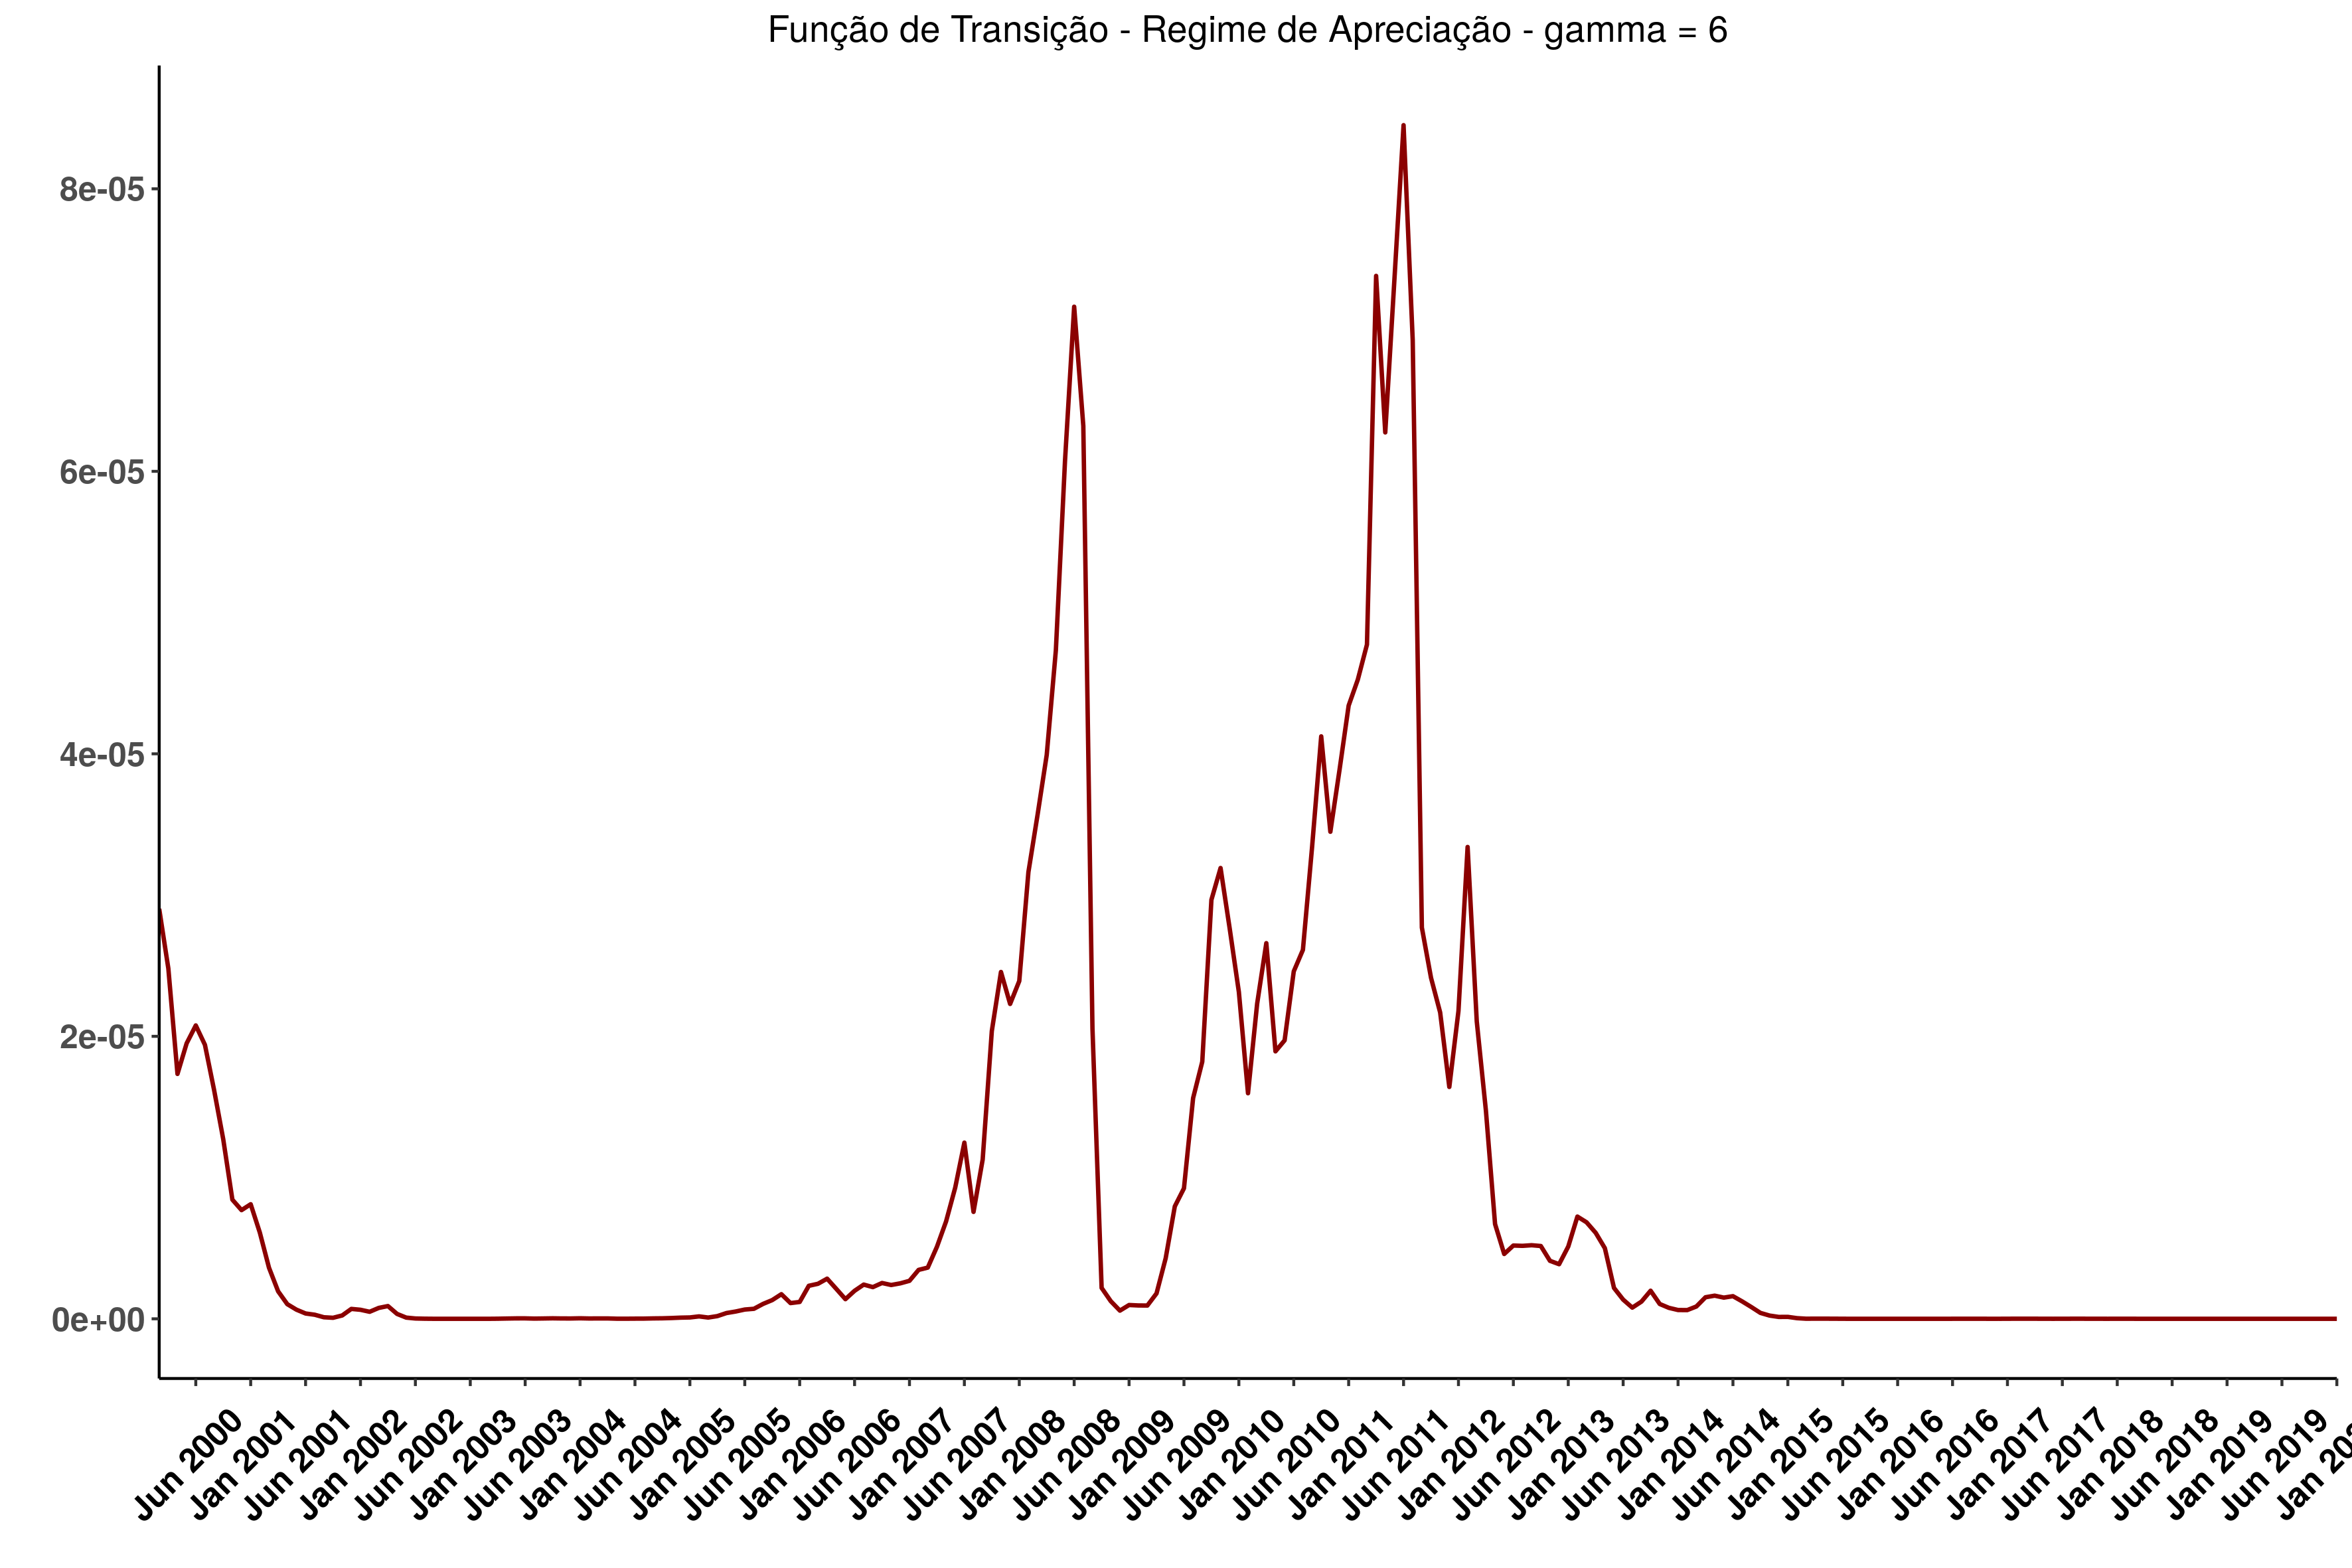 Função de Transição - Regime de Apreciação - gamma = 6
8e-05
6e-05
4e-05
2e-05
0e+00
Jun 2000
Jan 2001
Jun 2001
Jan 2002
Jun 2002
Jan 2003
Jun 2003
Jan 2004
Jun 2004
Jan 2005
Jun 2005
Jan 2006
Jun 2006
Jan 2007
Jun 2007
Jan 2008
Jun 2008
Jan 2009
Jun 2009
Jan 2010
Jun 2010
Jan 2011
Jun 2011
Jan 2012
Jun 2012
Jan 2013
Jun 2013
Jan 2014
Jun 2014
Jan 2015
Jun 2015
Jan 2016
Jun 2016
Jan 2017
Jun 2017
Jan 2018
Jun 2018
Jan 2019
Jun 2019
Jan